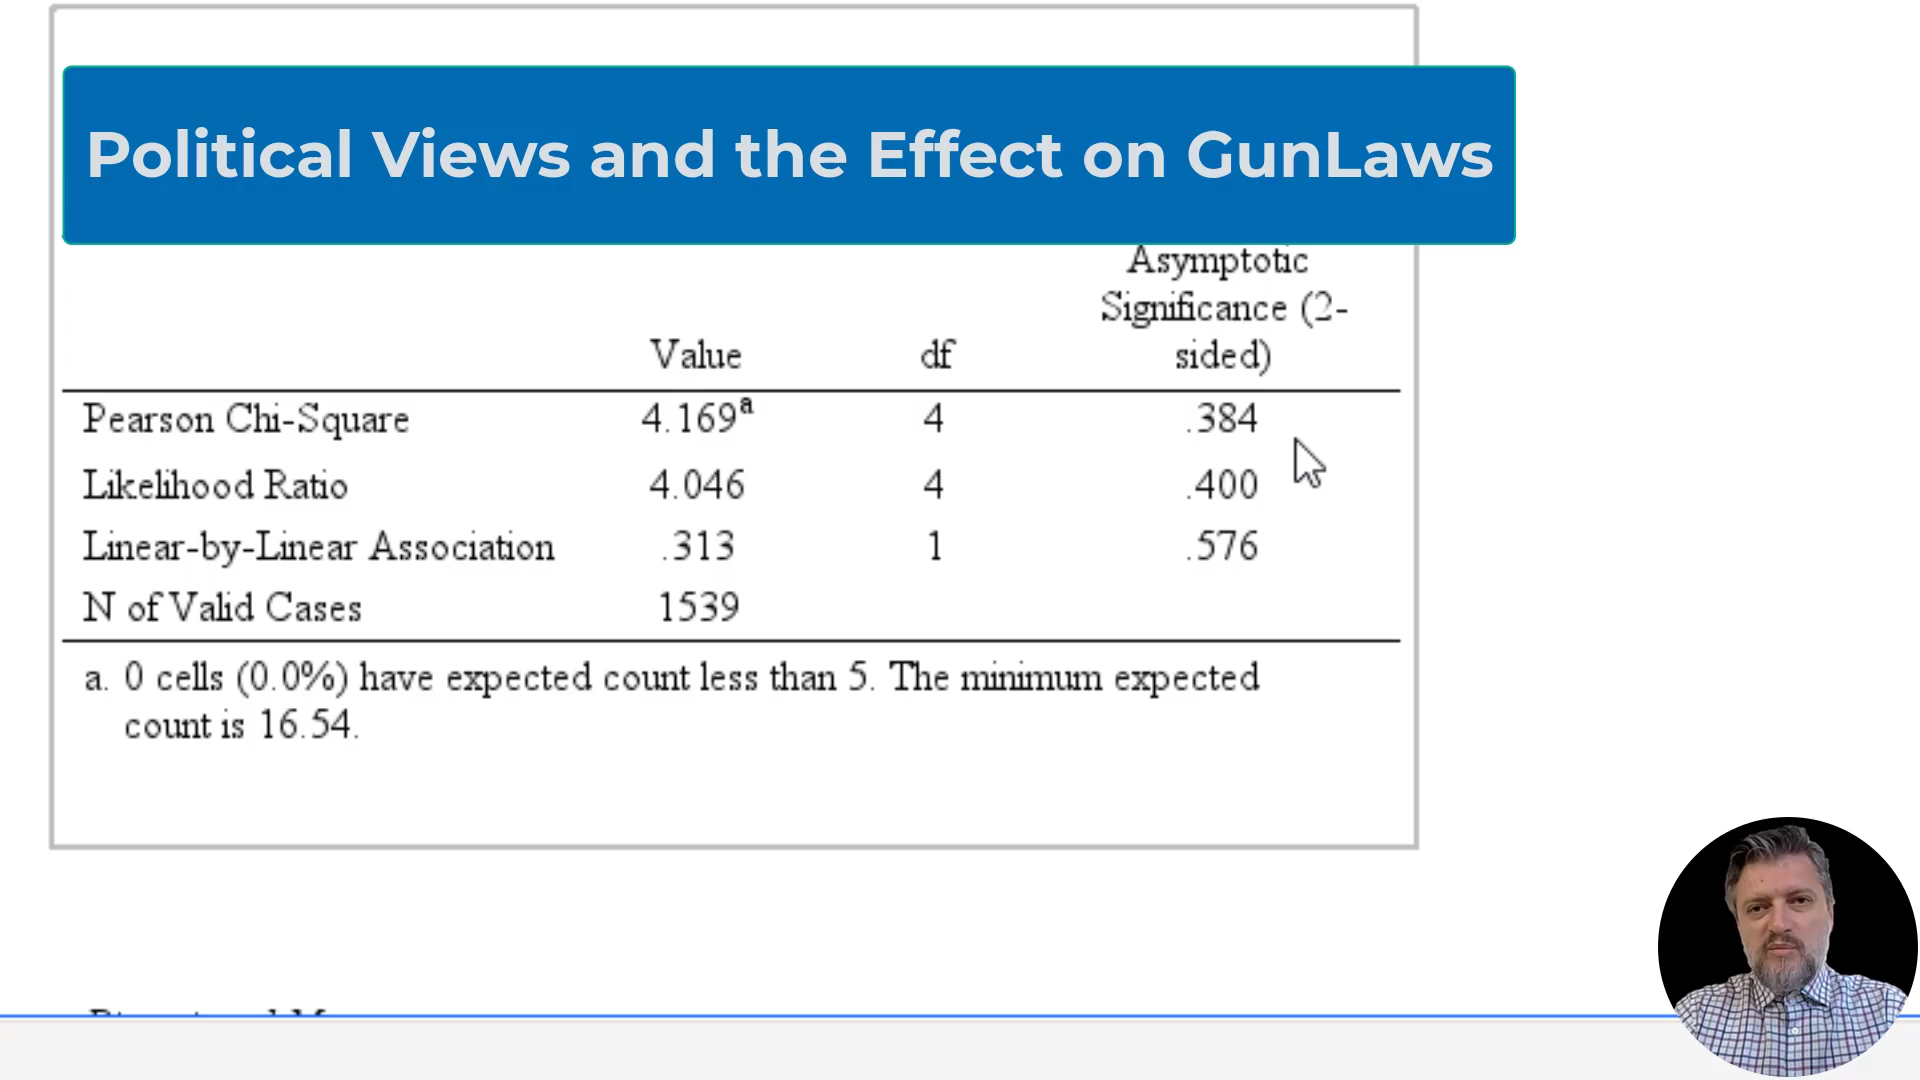 Political Views and the Effect on GunLaws
Asymptotic
Significance (2-
Value df sided)
Pearson Chi-Square 4.169a 4 .384
Likelihood Ratio 4.046 4 .400
Linear-by-Linear Association .313 1 .576
N of Valid Cases 1539
a. 0 cells (0.0%) have expected count less than 5. The minimum expected
count is 16.54.